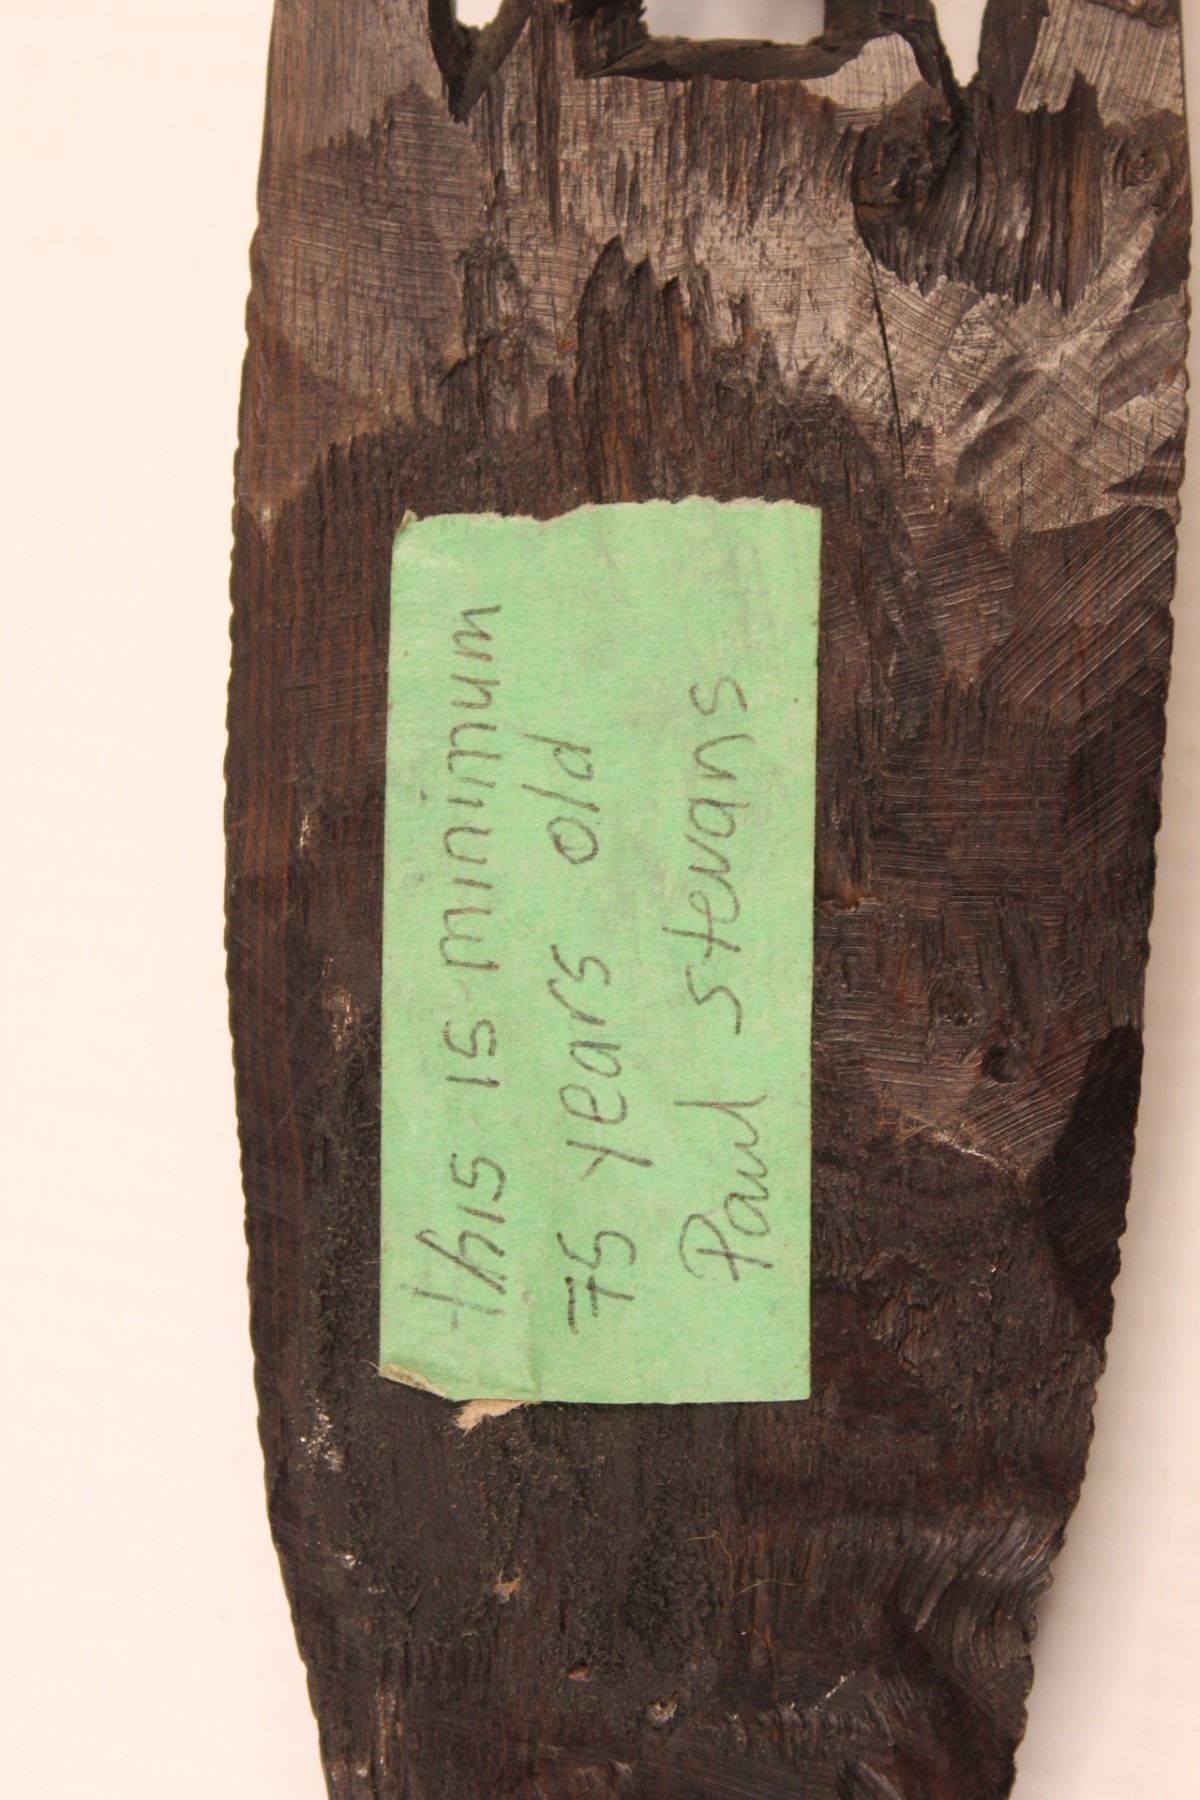 this is minimum
75 years old
Paul stevans